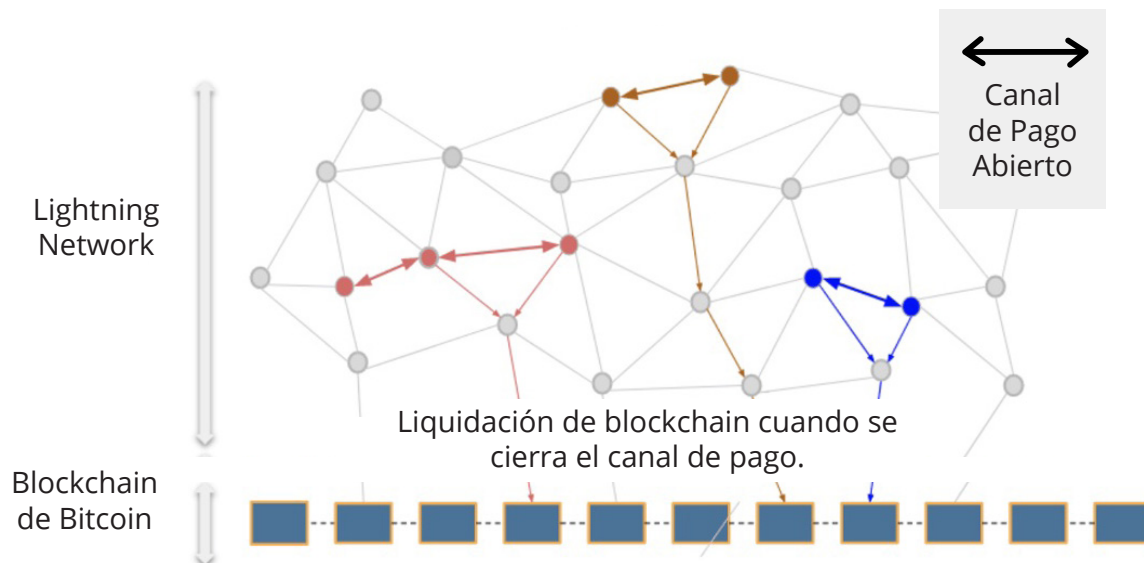 Canal
de Pago
Abierto
Lightning
Network
Liquidación de blockchain cuando se
cierra el canal de pago.
Blockchain
de Bitcoin